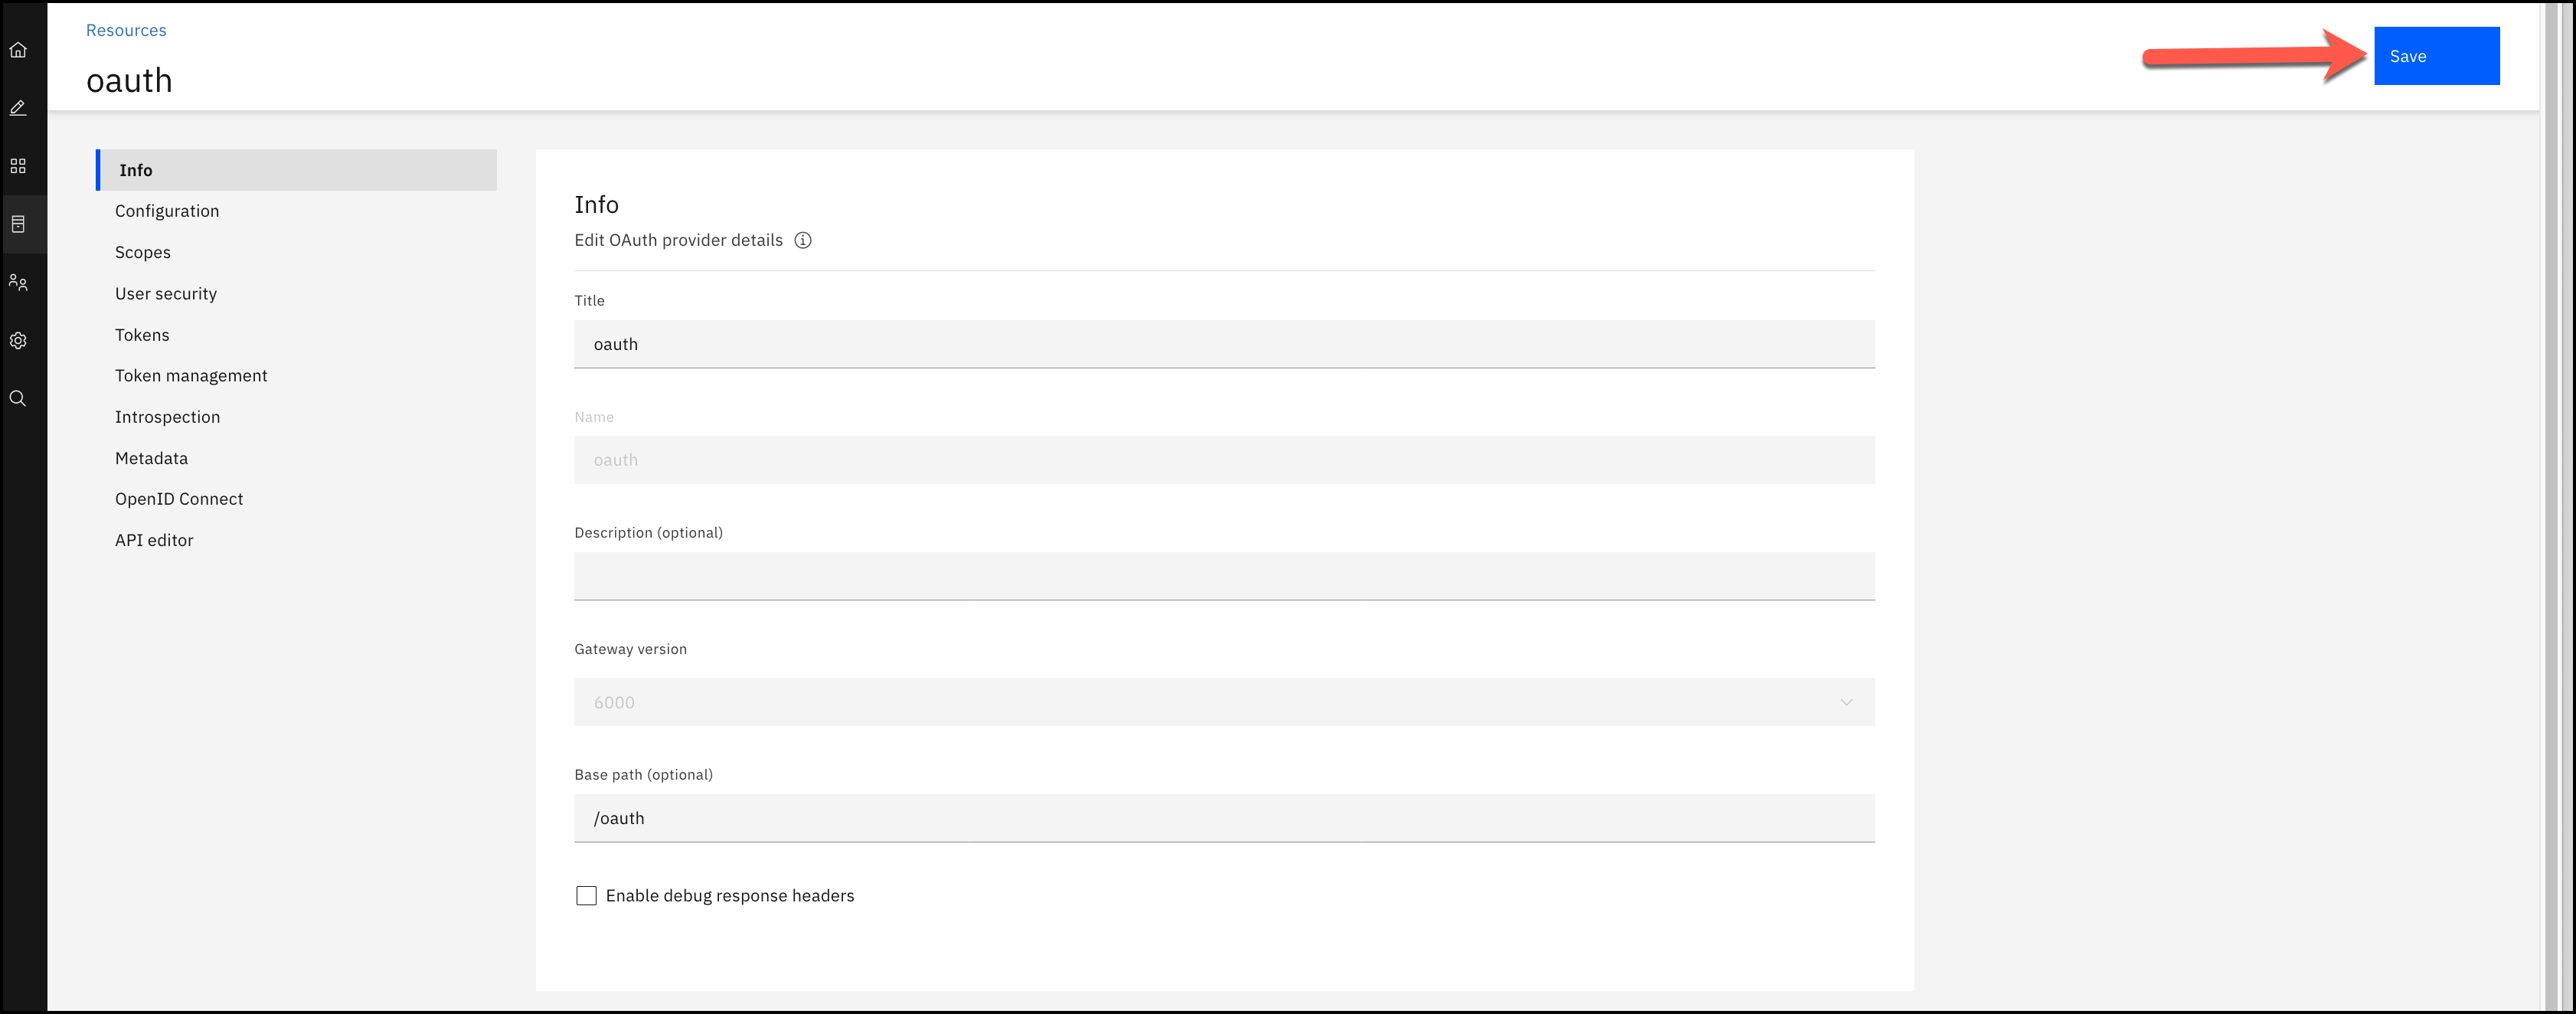 Resources
oauth
Save
Info
Configuration
Scopes
User security
Tokens
Token management
Introspection
Metadata
OpenID Connect
API editor
Info
Edit OAuth provider details
Title
oauth
Name
oauth
Description (optional)
Gateway version
6000
Base path (optional)
/oauth
Enable debug response headers